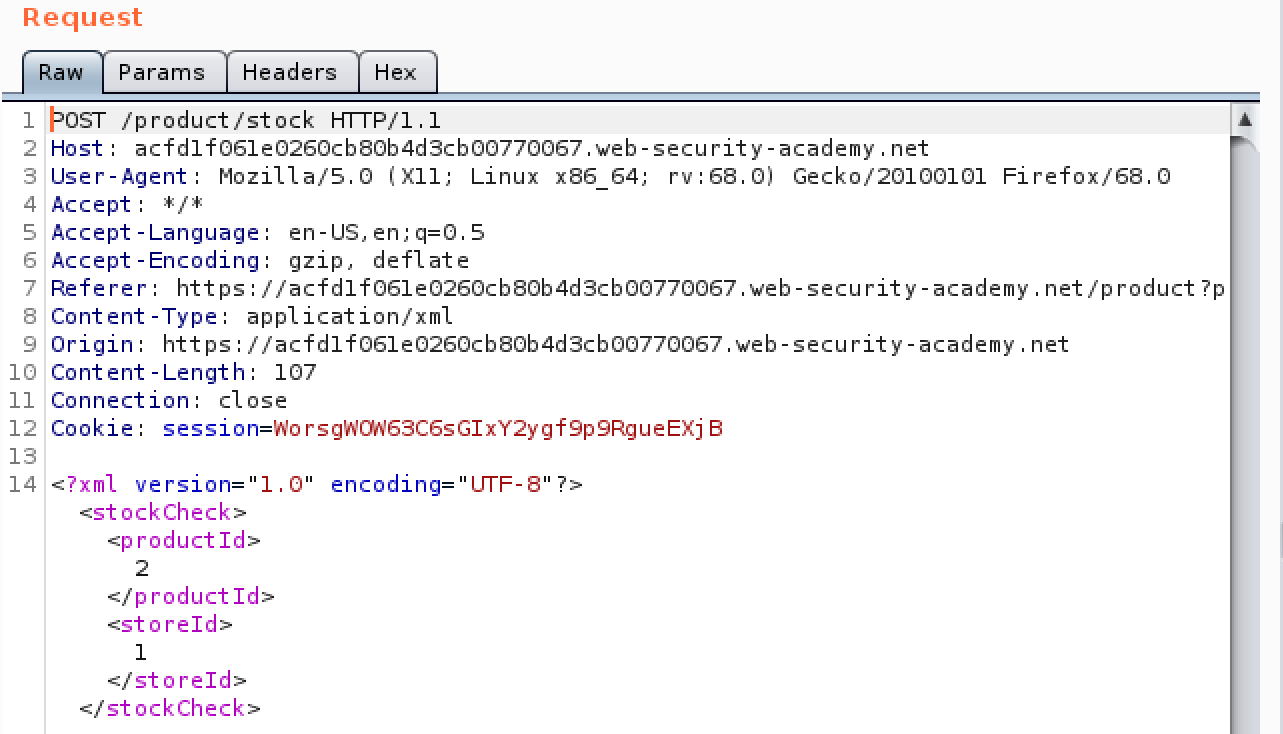 Request
Raw Params Headers Hex
1 POST /product/stock HTTP/1.1
2 Host: acfd1f061e0260cb80b4d3cb00770067.web-security-academy.net
3 User-Agent: Mozilla/5.0 (X11; Linux x86_64; rv:68.0) Gecko/20100101 Firefox/68.0
4 Accept: */*
5 Accept-Language: en-US,en;q=0.5
6 Accept-Encoding: gzip, deflate
7 Referer: https://acfd1f061e0260cb80b4d3cb00770067.web-security-academy.net/product?p
8 Content-Type: application/xml
9 Origin: https://acfd1f061e0260cb80b4d3cb00770067.web-security-academy.net
10 Content-Length: 107
11 Connection: close
12 Cookie: session=WorsgWOW63C6sGIxY2ygf9p9RgueEXjB
13
14 <?xml version="1.0" encoding="UTF-8"?>
<stockCheck>
<productId>
2
</productId>
<storeId>
1
</storeId>
</stockCheck>